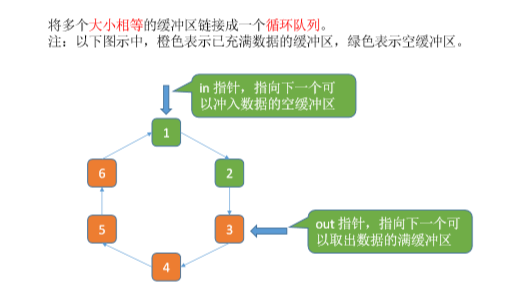 将多个大小相等的缓冲区链接成一个循环队列。
注：以下图示中，橙色表示已充满数据的缓冲区，绿色表示空缓冲区。
in 指针，指向下一个可
以冲入数据的空缓冲区
1
6
2
5
3
out 指针，指向下一个可
以取出数据的满缓冲区
4